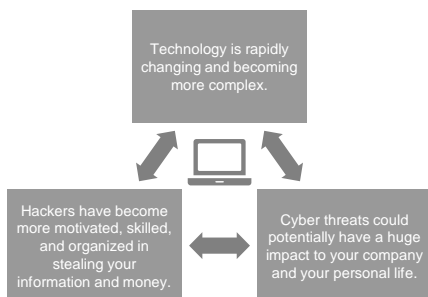 Technology is rapidly
changing and becoming
more complex.
Hackers have become
more motivated, skilled,
and organized in
stealing your
information and money.
Cyber threats could
potentially have a huge
impact to your company
and your personal life.